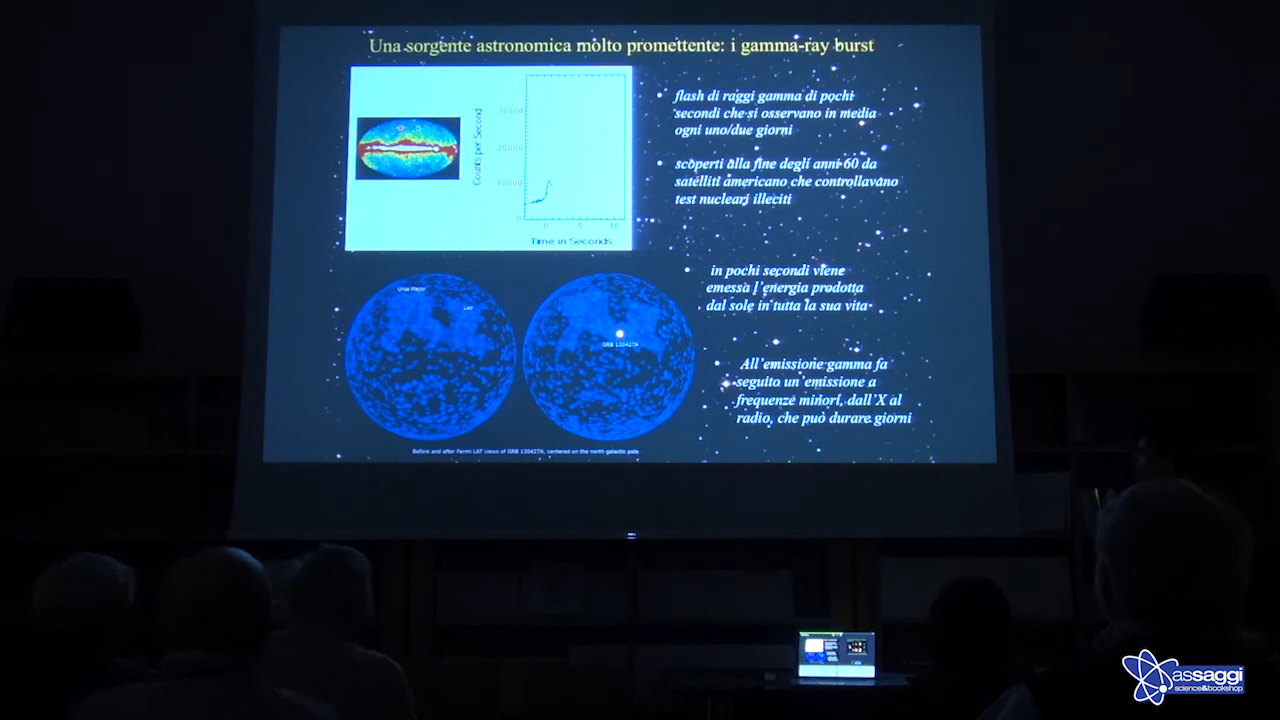 Una sorgente astronomica molto promettente: i gamma-ray burst
Counts per Second
30000
20000
10000
0
0 5 10
Time in Seconds
• flash di raggi gamma di pochi
secondi che si osservano in media
ogni uno/due giorni
• scoperti alla fine degli anni 60 da
satelliti americano che controllavano
test nucleari illeciti
• in pochi secondi viene
emessa l'energia prodotta
dal sole in tutta la sua vita
• All'emissione gamma fa
seguito un'emissione a
frequenze minori, dall'X al
radio, che può durare giorni
Ursa Major
Leo
GRB 130427A
Before and after Fermi LAT views of GRB 130427A, centered on the north galactic pole
assaggi
science&bookshop